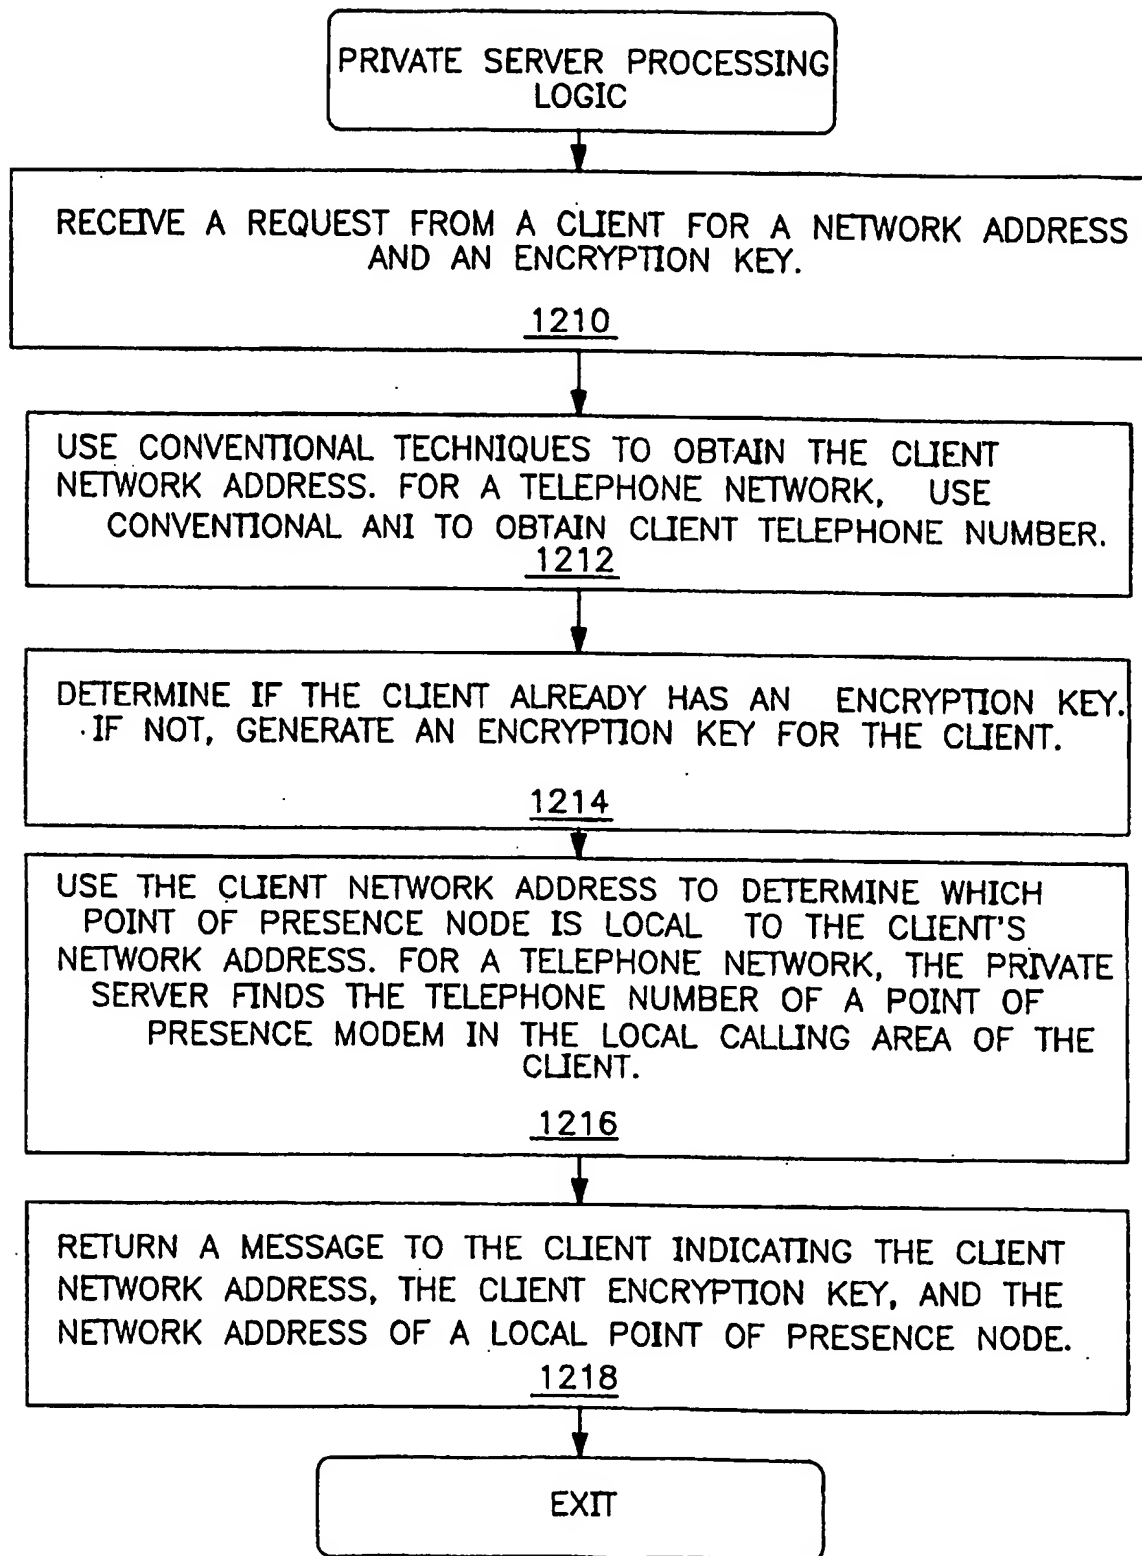 PRIVATE SERVER PROCESSING
LOGIC
RECEIVE A REQUEST FROM A CLIENT FOR A NETWORK ADDRESS
AND AN ENCRYPTION KEY.
1210
USE CONVENTIONAL TECHNIQUES TO OBTAIN THE CLIENT
NETWORK ADDRESS. FOR A TELEPHONE NETWORK, USE
CONVENTIONAL ANI TO OBTAIN CLIENT TELEPHONE NUMBER.
1212
DETERMINE IF THE CLIENT ALREADY HAS AN ENCRYPTION KEY.
IF NOT, GENERATE AN ENCRYPTION KEY FOR THE CLIENT.
1214
USE THE CLIENT NETWORK ADDRESS TO DETERMINE WHICH
POINT OF PRESENCE NODE IS LOCAL TO THE CLIENT'S
NETWORK ADDRESS. FOR A TELEPHONE NETWORK, THE PRIVATE
SERVER FINDS THE TELEPHONE NUMBER OF A POINT OF
PRESENCE MODEM IN THE LOCAL CALLING AREA OF THE
CLIENT.
1216
RETURN A MESSAGE TO THE CLIENT INDICATING THE CLIENT
NETWORK ADDRESS, THE CLIENT ENCRYPTION KEY, AND THE
NETWORK ADDRESS OF A LOCAL POINT OF PRESENCE NODE.
1218
EXIT